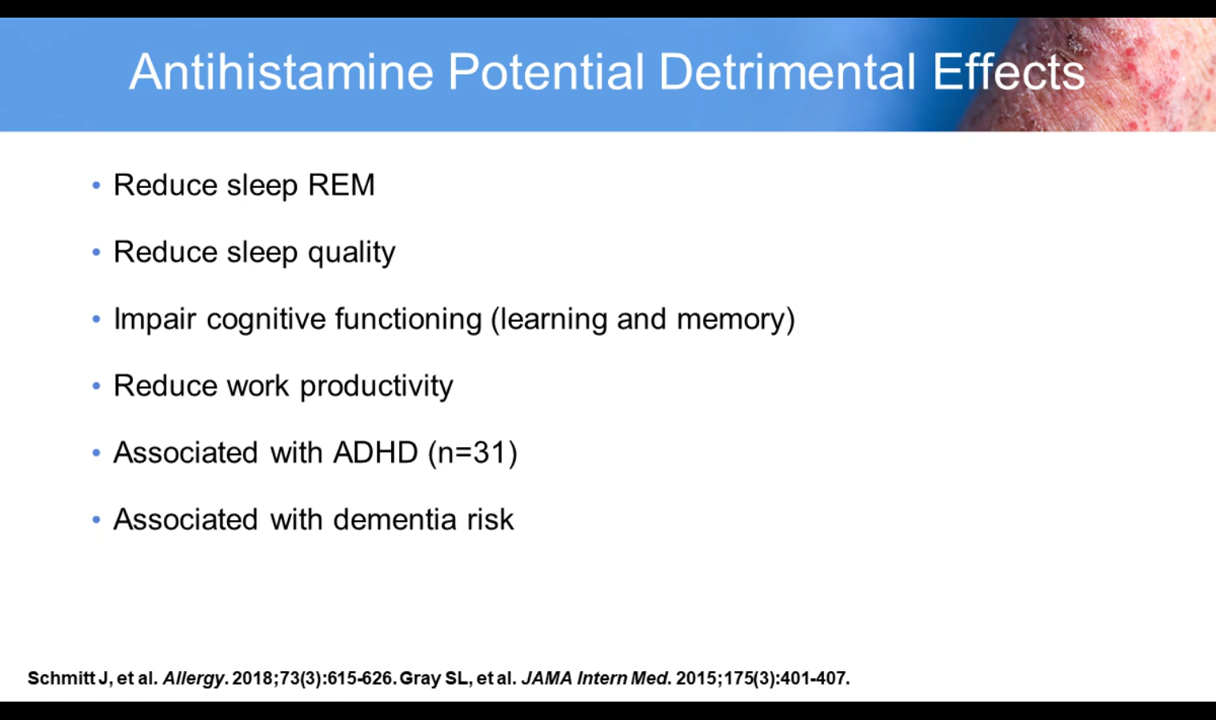 Antihistamine Potential Detrimental Effects
• Reduce sleep REM
• Reduce sleep quality
• Impair cognitive functioning (learning and memory)
• Reduce work productivity
• Associated with ADHD (n=31)
• Associated with dementia risk
Schmitt J, et al. Allergy. 2018;73(3):615-626. Gray SL, et al. JAMA Intern Med. 2015;175(3):401-407.